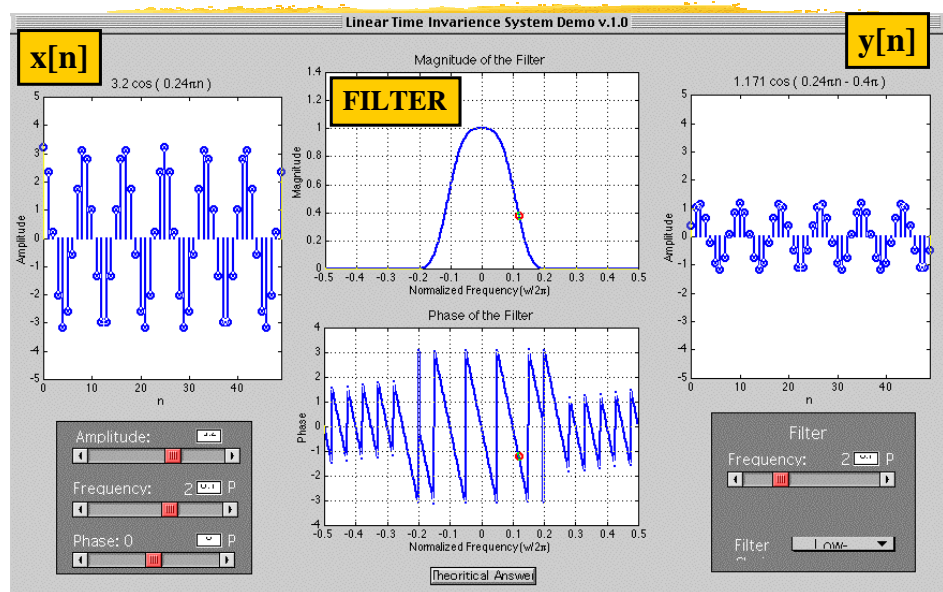 Linear Time Invarience System Demo v.1.0
x[n]
3.2 cos ( 0.24πn )
5
4
3
2
1
0
-1
-2
-3
-4
-5
Amplitude
0
10
20
30
40
n
Magnitude of the Filter
FILTER
1.4
1.2
1
0.8
0.6
0.4
0.2
0
Magnitude
-0.5
-0.4
-0.3
-0.2
-0.1
0
0.1
0.2
0.3
0.4
0.5
Normalized Frequency(w/2π)
Phase of the Filter
4
3
2
1
0
-1
-2
-3
-4
Phase
-0.5
-0.4
-0.3
-0.2
-0.1
0
0.1
0.2
0.3
0.4
0.5
Normalized Frequency(w/2π)
Theoritical Answer
y[n]
1.171 cos ( 0.24πn - 0.4π )
5
4
3
2
1
0
-1
-2
-3
-4
-5
Amplitude
0
10
20
30
40
n
Amplitude:
Frequency: 2 P
Phase: 0 P
Filter
Frequency: 2 P
Filter
Low-